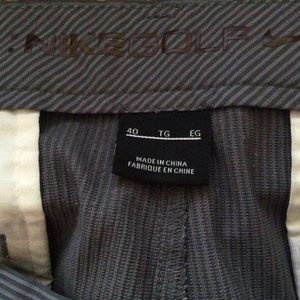 NIKEGOLF
40 TG EG
MADE IN CHINA
FABRIQUE EN CHINE